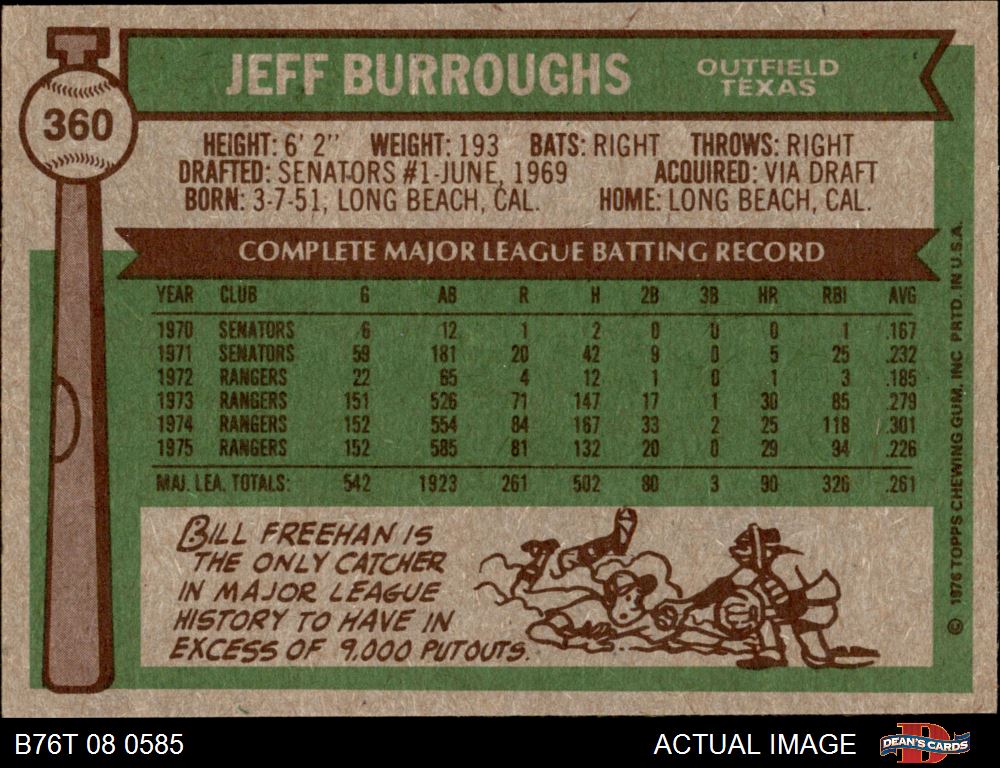 360
JEFF BURROUGHS
OUTFIELD
TEXAS
HEIGHT: 6' 2" WEIGHT: 193 BATS: RIGHT THROWS: RIGHT
DRAFTED: SENATORS #1-JUNE, 1969 ACQUIRED: VIA DRAFT
BORN: 3-7-51, LONG BEACH, CAL. HOME: LONG BEACH, CAL.
COMPLETE MAJOR LEAGUE BATTING RECORD
YEAR CLUB G AB R H 2B 3B HR RBI AVG
1970 SENATORS 6 12 1 2 0 0 0 1 .167
1971 SENATORS 59 181 20 42 9 0 5 25 .232
1972 RANGERS 22 65 4 12 1 0 1 3 .185
1973 RANGERS 151 526 71 147 17 1 30 85 .279
1974 RANGERS 152 554 84 167 33 2 25 118 .301
1975 RANGERS 152 585 81 132 20 0 29 94 .226
MAJ. LEA. TOTALS: 542 1923 261 502 80 3 90 326 .261
BILL FREEHAN IS
THE ONLY CATCHER
IN MAJOR LEAGUE
HISTORY TO HAVE IN
EXCESS OF 9,000 PUTOUTS.
© 1976 TOPPS CHEWING GUM, INC PRTD. IN U.S.A.
B76T 08 0585
ACTUAL IMAGE
D
DEAN'S CARDS